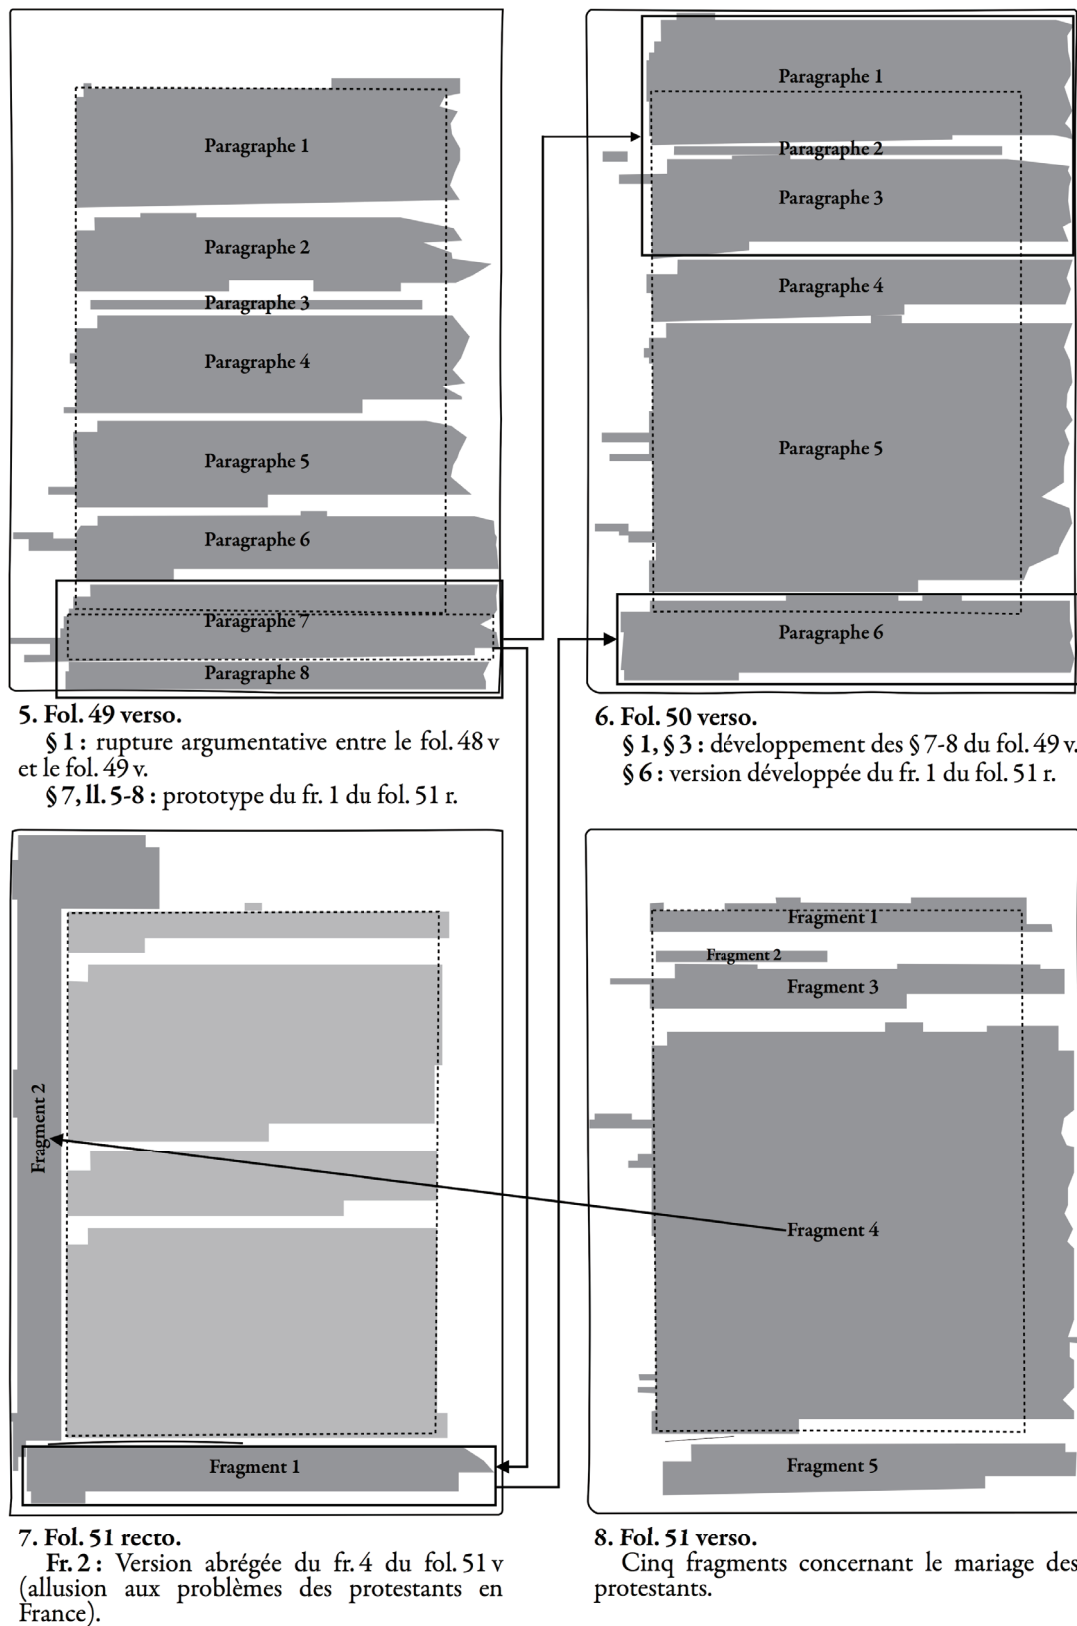 Paragraphe 1
Paragraphe 2
Paragraphe 3
Paragraphe 4
Paragraphe 5
Paragraphe 6
Paragraphe 7
Paragraphe 8
5. Fol. 49 verso.
§ 1 : rupture argumentative entre le fol. 48 v
et le fol. 49 v.
§ 7, ll. 5-8 : prototype du fr. 1 du fol. 51 r.
Paragraphe 1
Paragraphe 2
Paragraphe 3
Paragraphe 4
Paragraphe 5
Paragraphe 6
6. Fol. 50 verso.
§ 1, § 3 : développement des § 7-8 du fol. 49 v.
§ 6 : version développée du fr. 1 du fol. 51 r.
Fragment 2
Fragment 1
7. Fol. 51 recto.
Fr. 2 : Version abrégée du fr. 4 du fol. 51 v
(allusion aux problèmes des protestants en
France).
Fragment 1
Fragment 2
Fragment 3
Fragment 4
Fragment 5
8. Fol. 51 verso.
Cinq fragments concernant le mariage des
protestants.